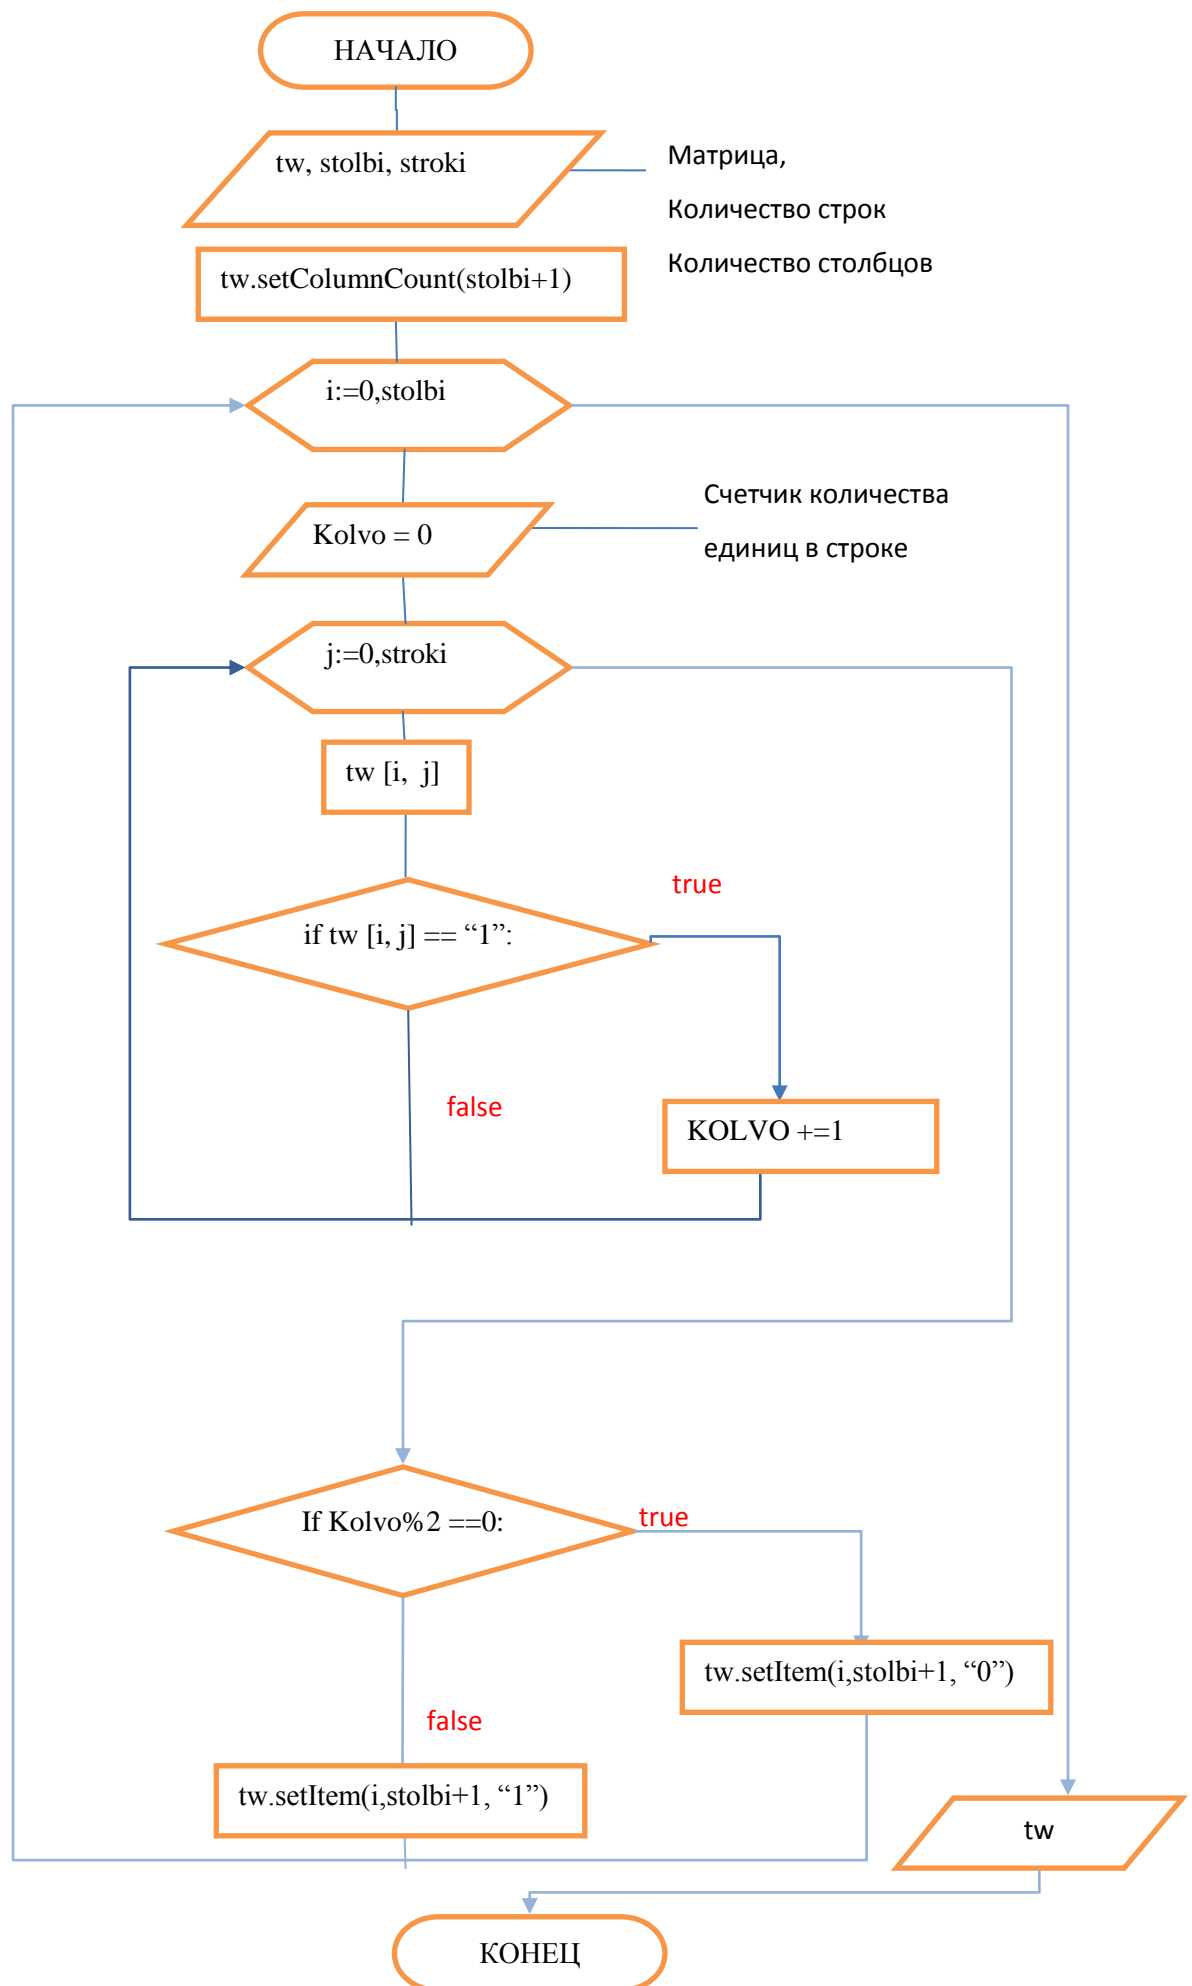 НАЧАЛО
tw, stolbi, stroki
Матрица,
Количество строк
Количество столбцов
tw.setColumnCount(stolbi+1)
i:=0,stolbi
Kolvo = 0
Счетчик количества
единиц в строке
j:=0,stroki
tw [i,  j]
true
if tw [i, j] == “1”:
false
KOLVO +=1
If Kolvo%2 ==0:
true
tw.setItem(i,stolbi+1, “0”)
false
tw.setItem(i,stolbi+1, “1”)
tw
КОНЕЦ